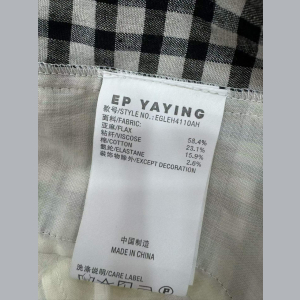 EP YAYING
款号/STYLE NO.: EGLEH4110AH
面料/FABRIC
亚麻/FLAX 58.4%
粘纤/VISCOSE 23.1%
棉/COTTON 15.9%
氨纶/ELASTANE 2.6%
装饰物除外/EXCEPT DECORATION
中国制造
MADE IN CHINA
洗涤说明/CARE LABEL